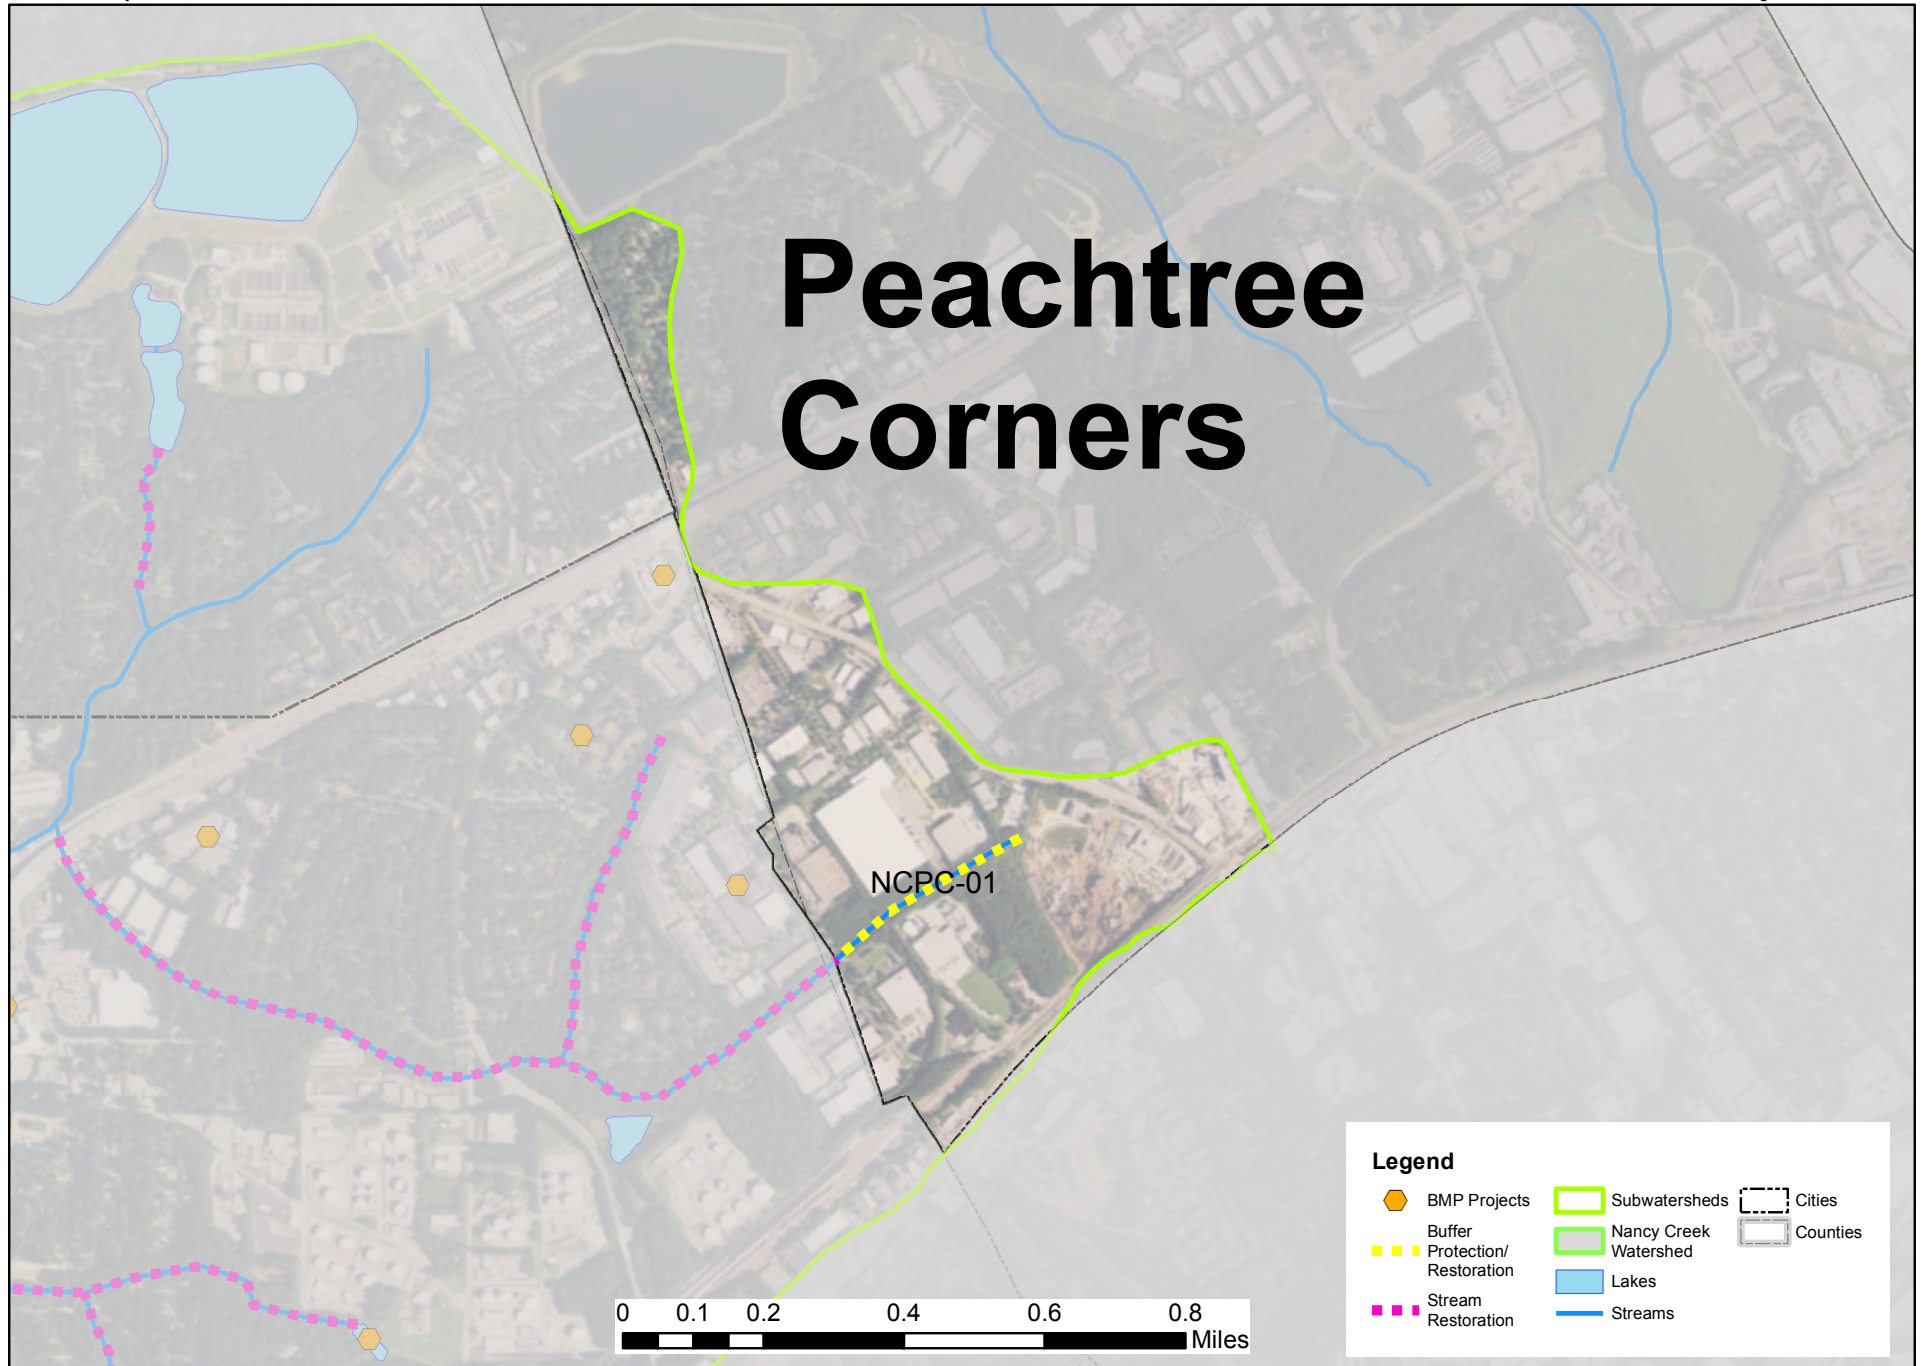 Peachtree
Corners
NCPC-01
Legend
BMP Projects
Buffer
Protection/
Restoration
Stream
Restoration
Subwatersheds
Nancy Creek
Watershed
Lakes
Streams
Cities
Counties
0 0.1 0.2 0.4 0.6 0.8
Miles